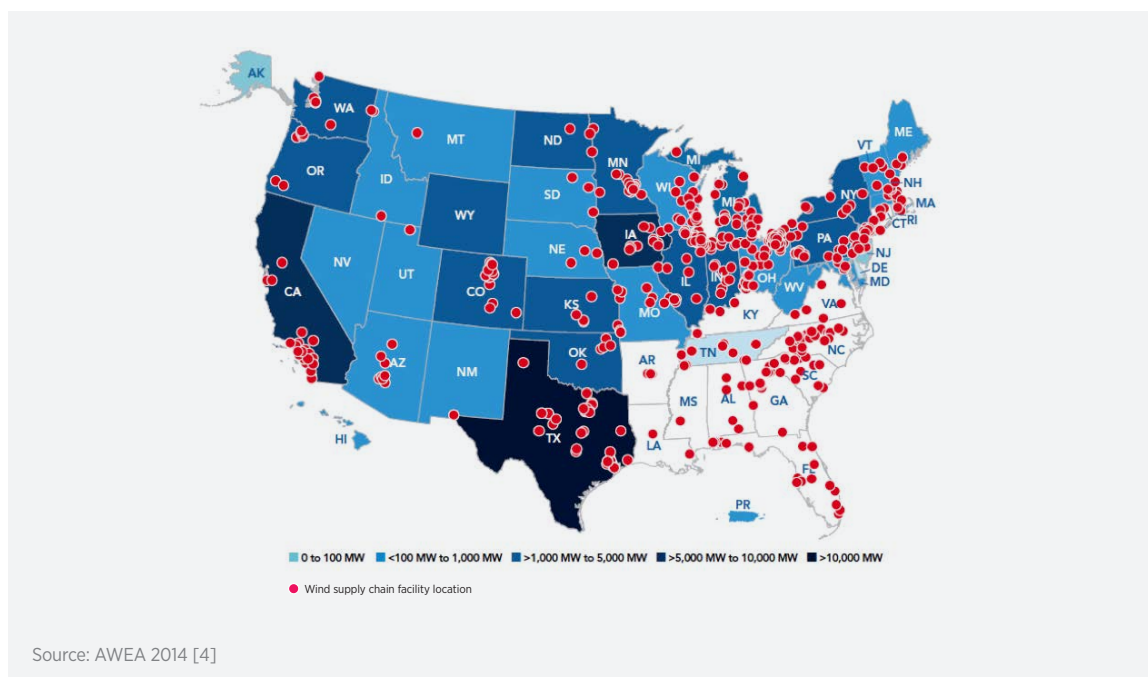 AK
WA
MT
ND
MN
MI
VT
ME
OR
ID
SD
WI
MI
NY
NH
MA
CT
RI
WY
IA
PA
NJ
NE
NV
UT
CO
IL
IN
OH
WV
DE
MD
CA
KS
MO
KY
VA
AZ
NM
OK
AR
TN
NC
SC
MS
AL
GA
TX
LA
HI
FL
PR
0 to 100 MW <100 MW to 1,000 MW >1,000 MW to 5,000 MW >5,000 MW to 10,000 MW >10,000 MW
Wind supply chain facility location
Source: AWEA 2014 [4]